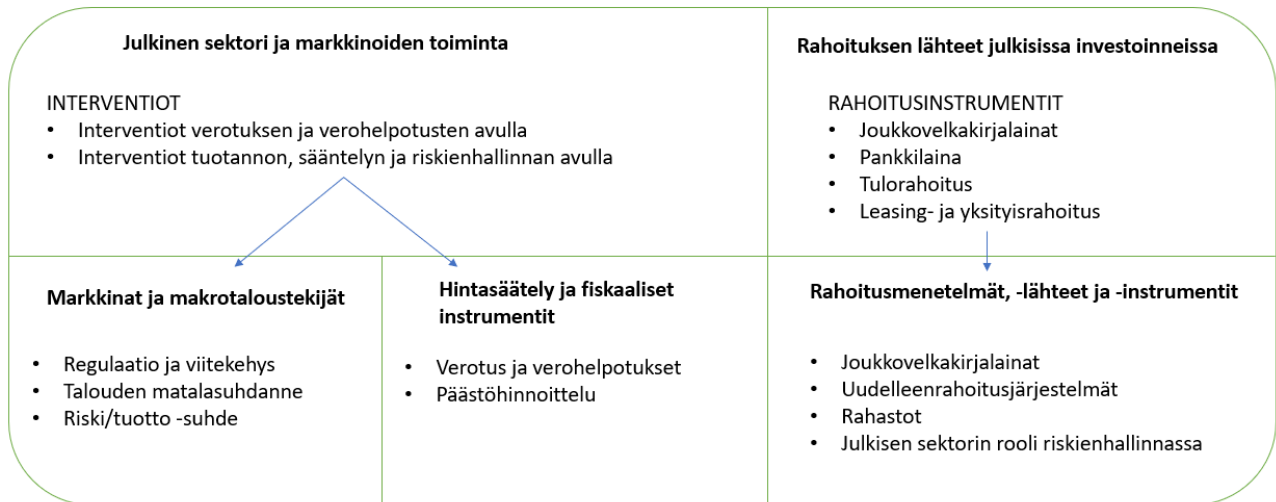 Julkinen sektori ja markkinoiden toiminta
INTERVENTIOT
• Interventiot verotuksen ja verohelpotusten avulla
• Interventiot tuotannon, sääntelyn ja riskienhallinnan avulla
Rahoituksen lähteet julkisissa investoinneissa
RAHOITUSINSTRUMENTIT
• Joukkovelkakirjalainat
• Pankkilaina
• Tulorahoitus
• Leasing- ja yksityisrahoitus
Markkinat ja makrotaloustekijät
• Regulaatio ja viitekehys
• Talouden matalasuhdanne
• Riski/tuotto -suhde
Hintasäätely ja fiskaaliset
instrumentit
• Verotus ja verohelpotukset
• Päästöhinnoittelu
Rahoitusmenetelmät, -lähteet ja -instrumentit
• Joukkovelkakirjalainat
• Uudelleenrahoitusjärjestelmät
• Rahastot
• Julkisen sektorin rooli riskienhallinnassa